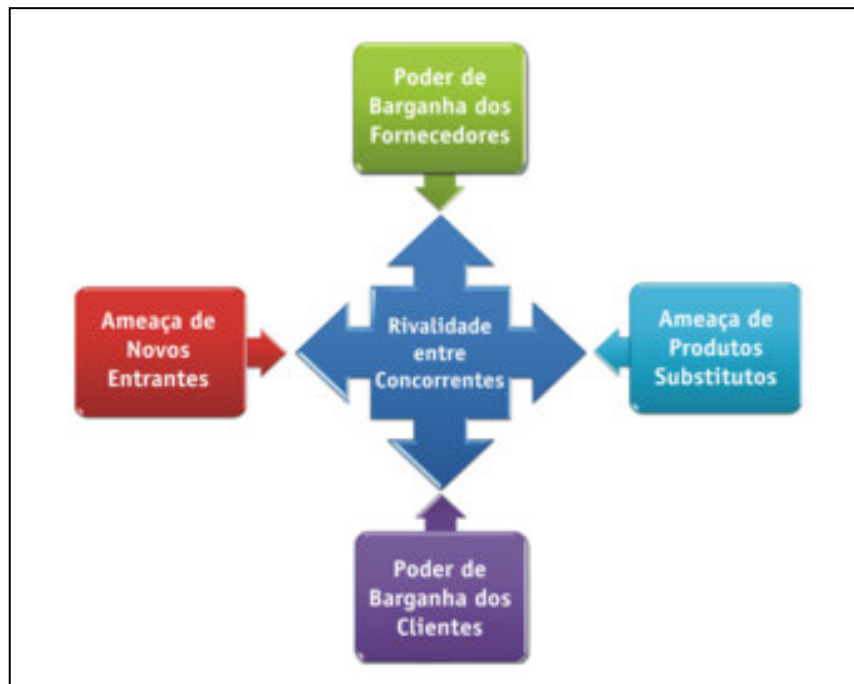 Poder de
Barganha dos
Fornecedores
Ameaça de
Novos
Entrantes
Rivalidade
entre
Concorrentes
Ameaça de
Produtos
Substitutos
Poder de
Barganha dos
Clientes